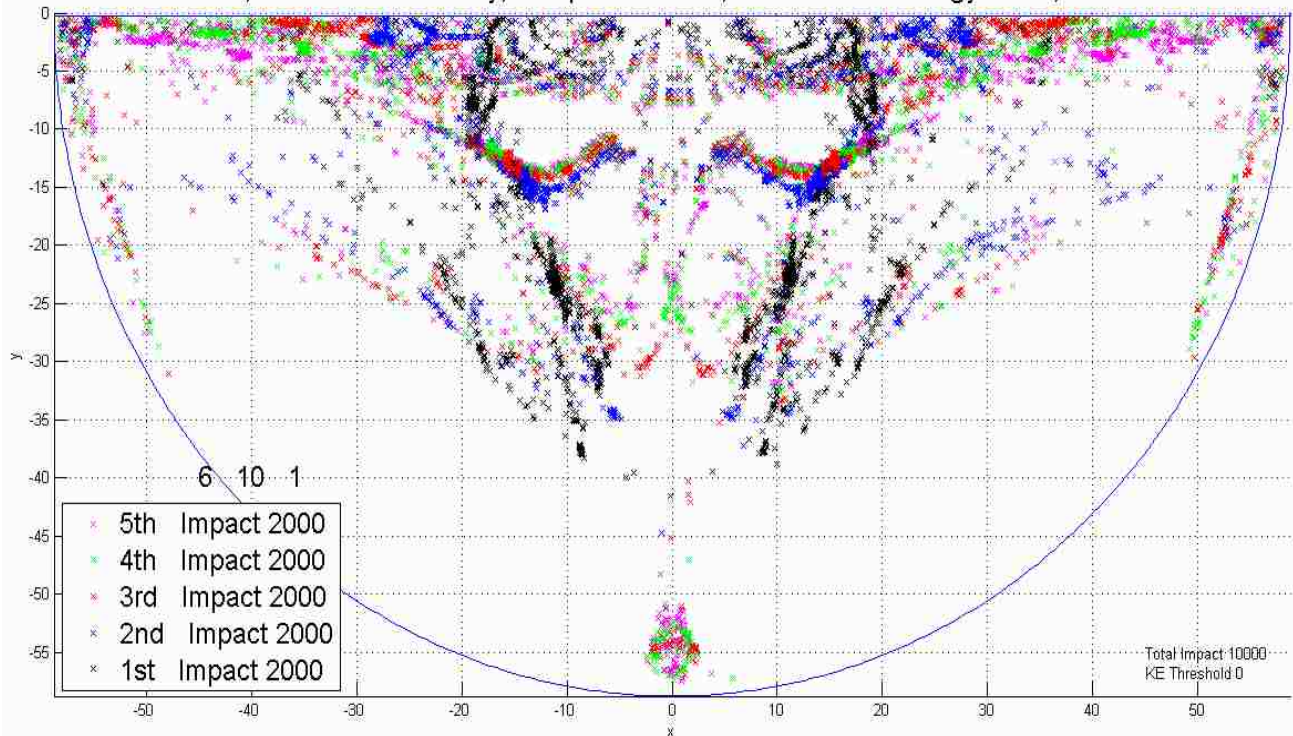 0
-5
-10
-15
-20
-25
-30
-35
-40
-45
-50
-55
y
6 10 1
5th Impact 2000
4th Impact 2000
3rd Impact 2000
2nd Impact 2000
1st Impact 2000
Total Impact 10000
KE Threshold 0
-50 -40 -30 -20 -10 0 10 20 30 40 50
x